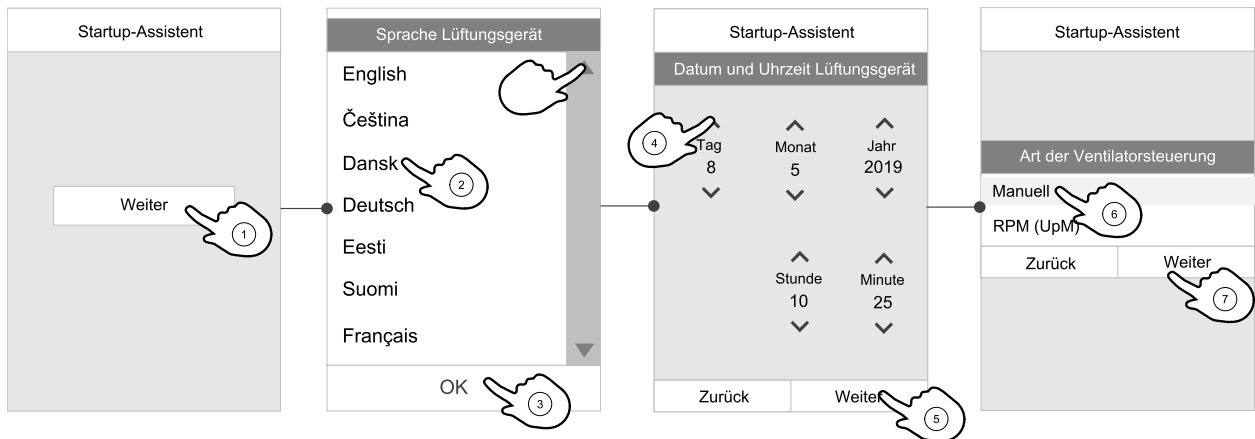 Startup-Assistent
Weiter
1
Sprache Lüftungsgerät
English
Čeština
Dansk
2
Deutsch
Eesti
Suomi
Français
OK
3
Startup-Assistent
Datum und Uhrzeit Lüftungsgerät
4
Tag Monat Jahr
8 5 2019
Stunde Minute
10 25
Zurück Weiter
5
Startup-Assistent
Art der Ventilatorsteuerung
Manuell
6
RPM (UpM)
Zurück Weiter
7